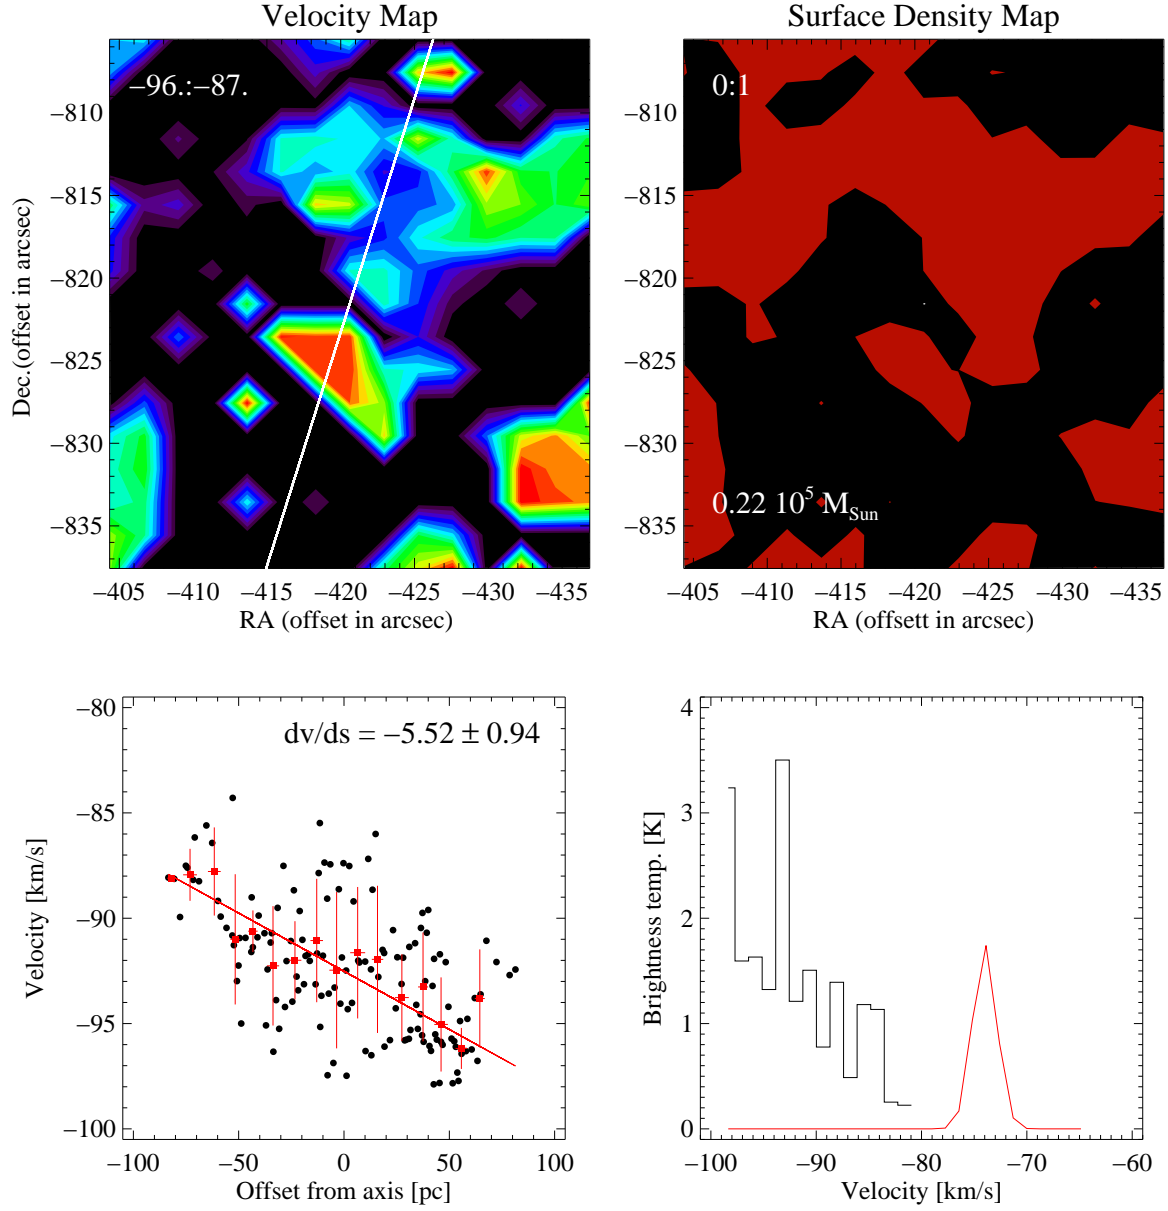 Velocity Map
Surface Density Map
−96.:−87.
0:1
−810
−815
−820
−825
−830
−835
Dec.(offset in arcsec)
−810
−815
−820
−825
−830
−835
0.22 10^5 M_Sun
−405 −410 −415 −420 −425 −430 −435
RA (offset in arcsec)
−405 −410 −415 −420 −425 −430 −435
RA (offsett in arcsec)
dv/ds = −5.52 ± 0.94
−80
−85
−90
−95
−100
Velocity [km/s]
−100 −50 0 50 100
Offset from axis [pc]
4
3
2
1
0
Brightness temp. [K]
−100 −90 −80 −70 −60
Velocity [km/s]